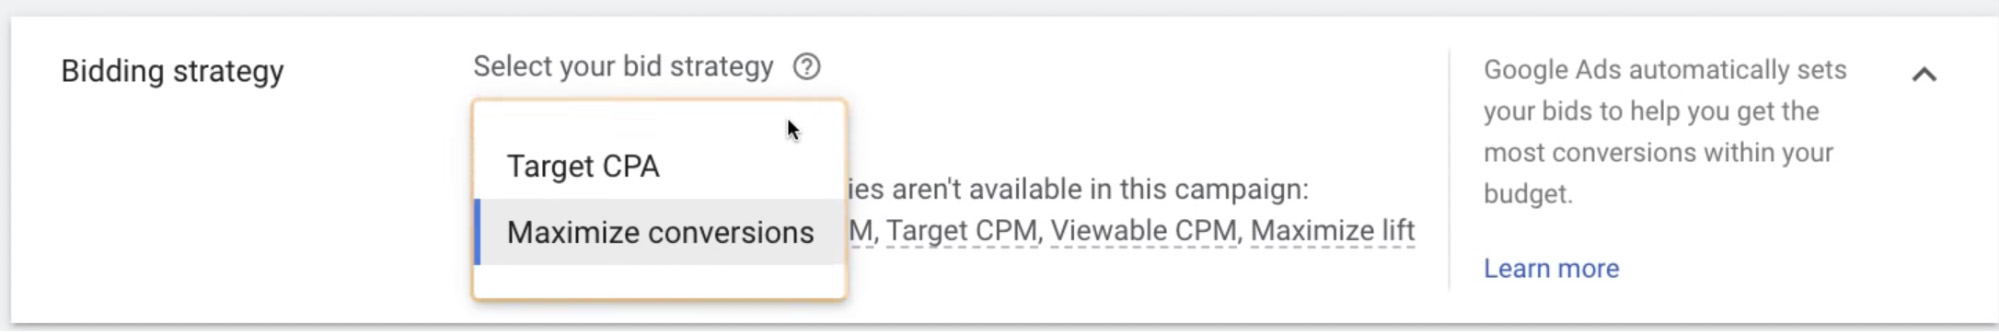 Bidding strategy
Select your bid strategy
Target CPA
Maximize conversions
aren't available in this campaign:
Target CPM, Viewable CPM, Maximize lift
Google Ads automatically sets
your bids to help you get the
most conversions within your
budget.
Learn more